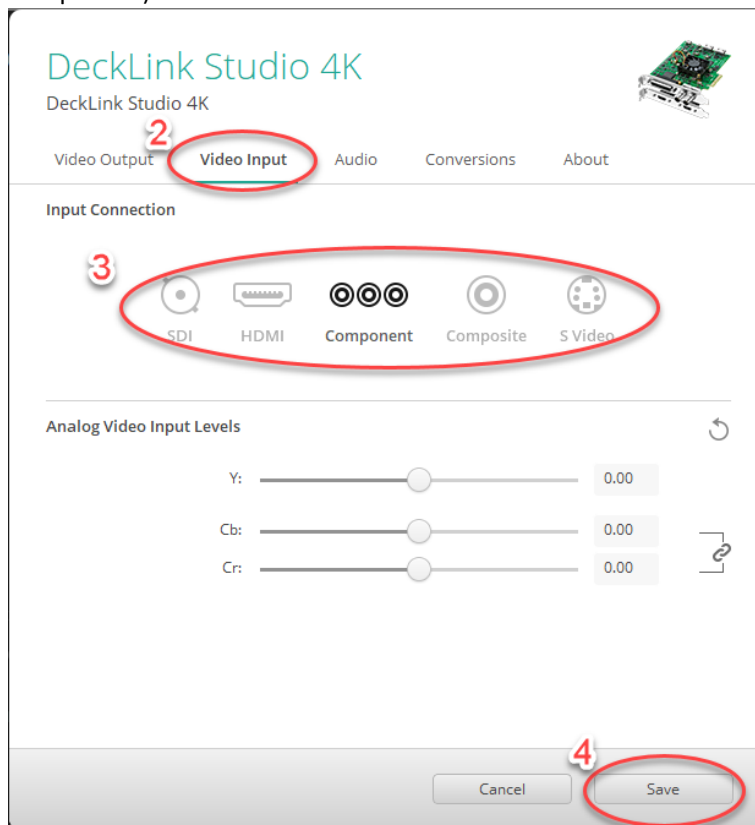 DeckLink Studio 4K
DeckLink Studio 4K
2
Video Output Video Input Audio Conversions About
Input Connection
3
SDI HDMI Component Composite S Video
Analog Video Input Levels
Y: 0.00
Cb: 0.00
Cr: 0.00
4
Cancel Save